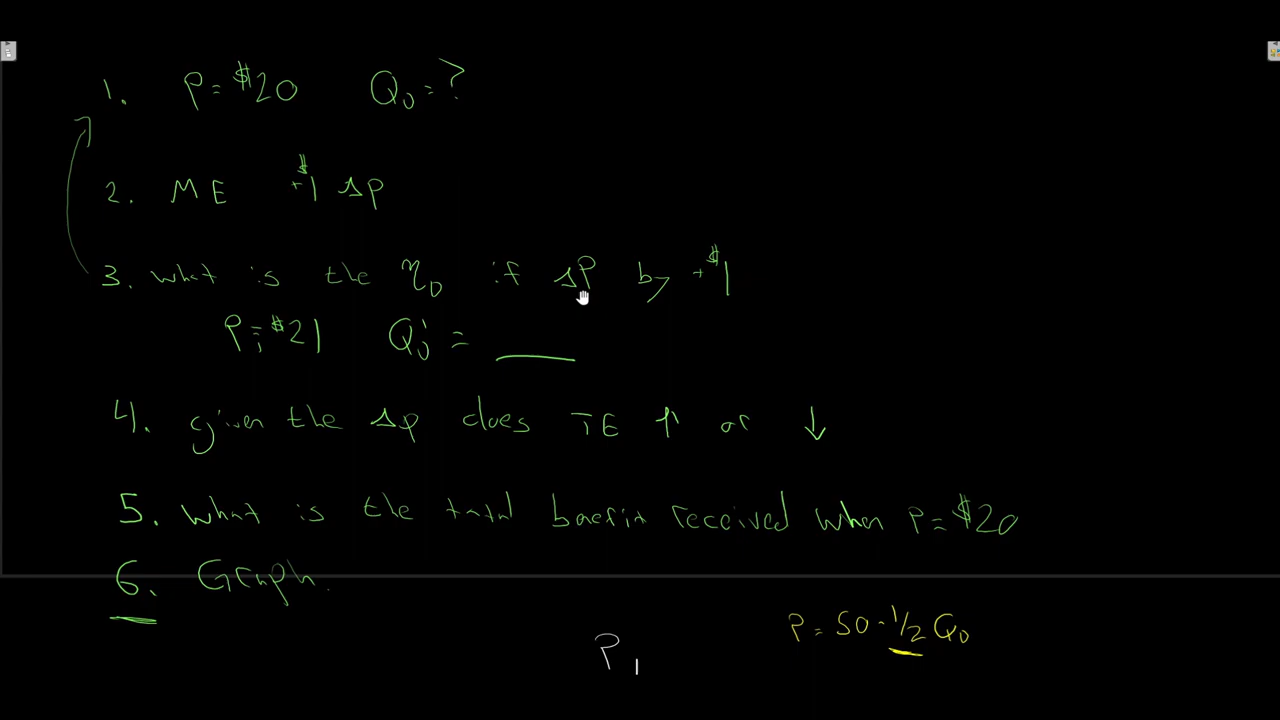 1. P = $20 Q₀ = ?
2. ME +$1 ΔP
3. what is the η₀ if ΔP by +$1
P₁ = $21 Q₀' = ____
4. given the Δp does TE ↑ or ↓
5. What is the total benefit received when P = $20
6. Graph.
P = 50 - 1/2 Q₀
P